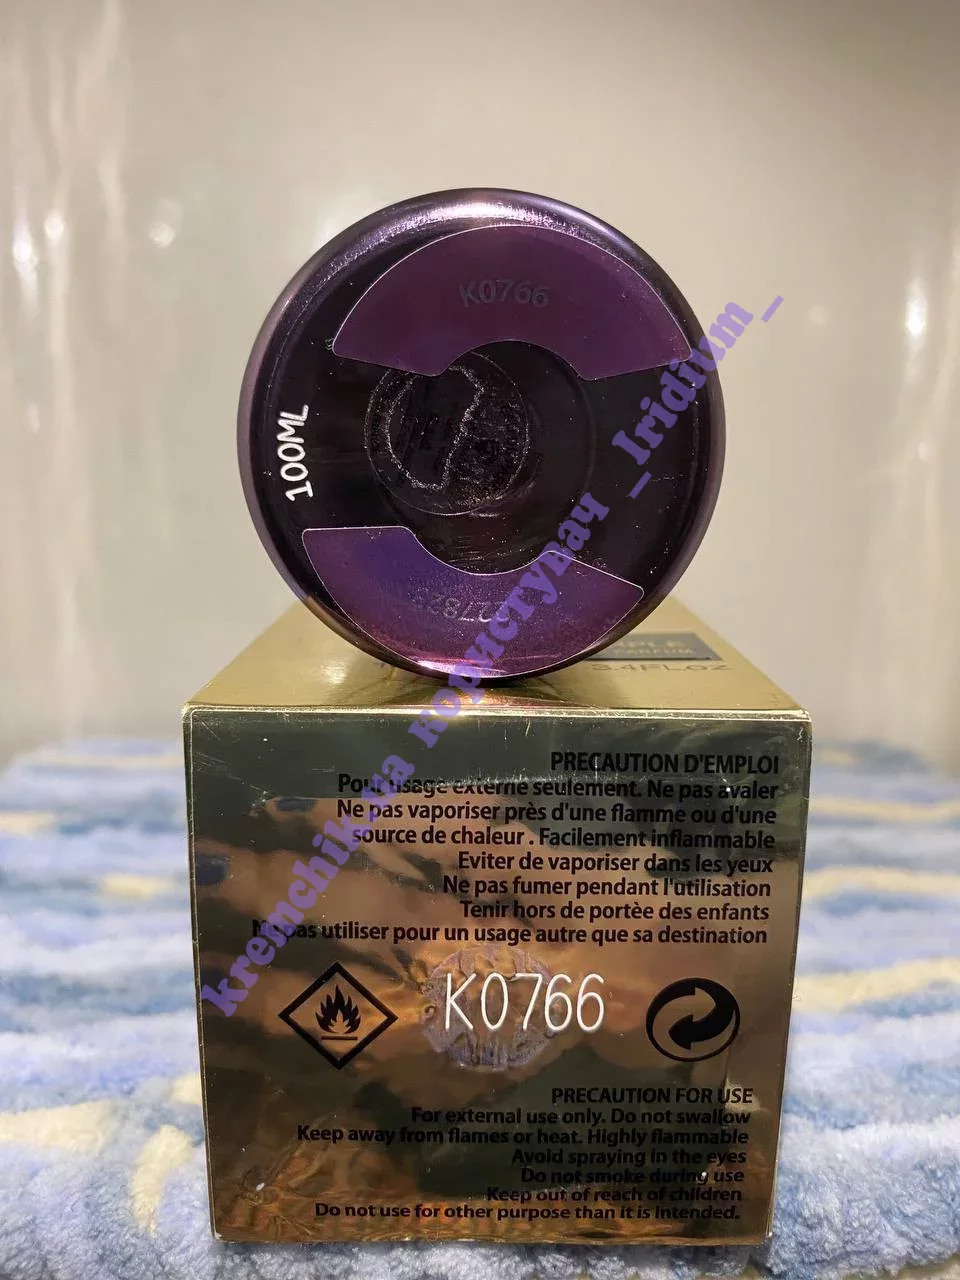 K0766
100ML
kremchik_va користувач _Iridium_
3.4FL.OZ
PRECAUTION D'EMPLOI
Pour usage externe seulement. Ne pas avaler
Ne pas vaporiser près d'une flamme ou d'une
source de chaleur . Facilement inflammable
Eviter de vaporiser dans les yeux
Ne pas fumer pendant l'utilisation
Tenir hors de portèe des enfants
Ne pas utiliser pour un usage autre que sa destination
K0766
PRECAUTION FOR USE
For external use only. Do not swallow
Keep away from flames or heat. Highly flammable
Avoid spraying in the eyes
Do not smoke during use
Keep out of reach of children
Do not use for other purpose than it is Intended.